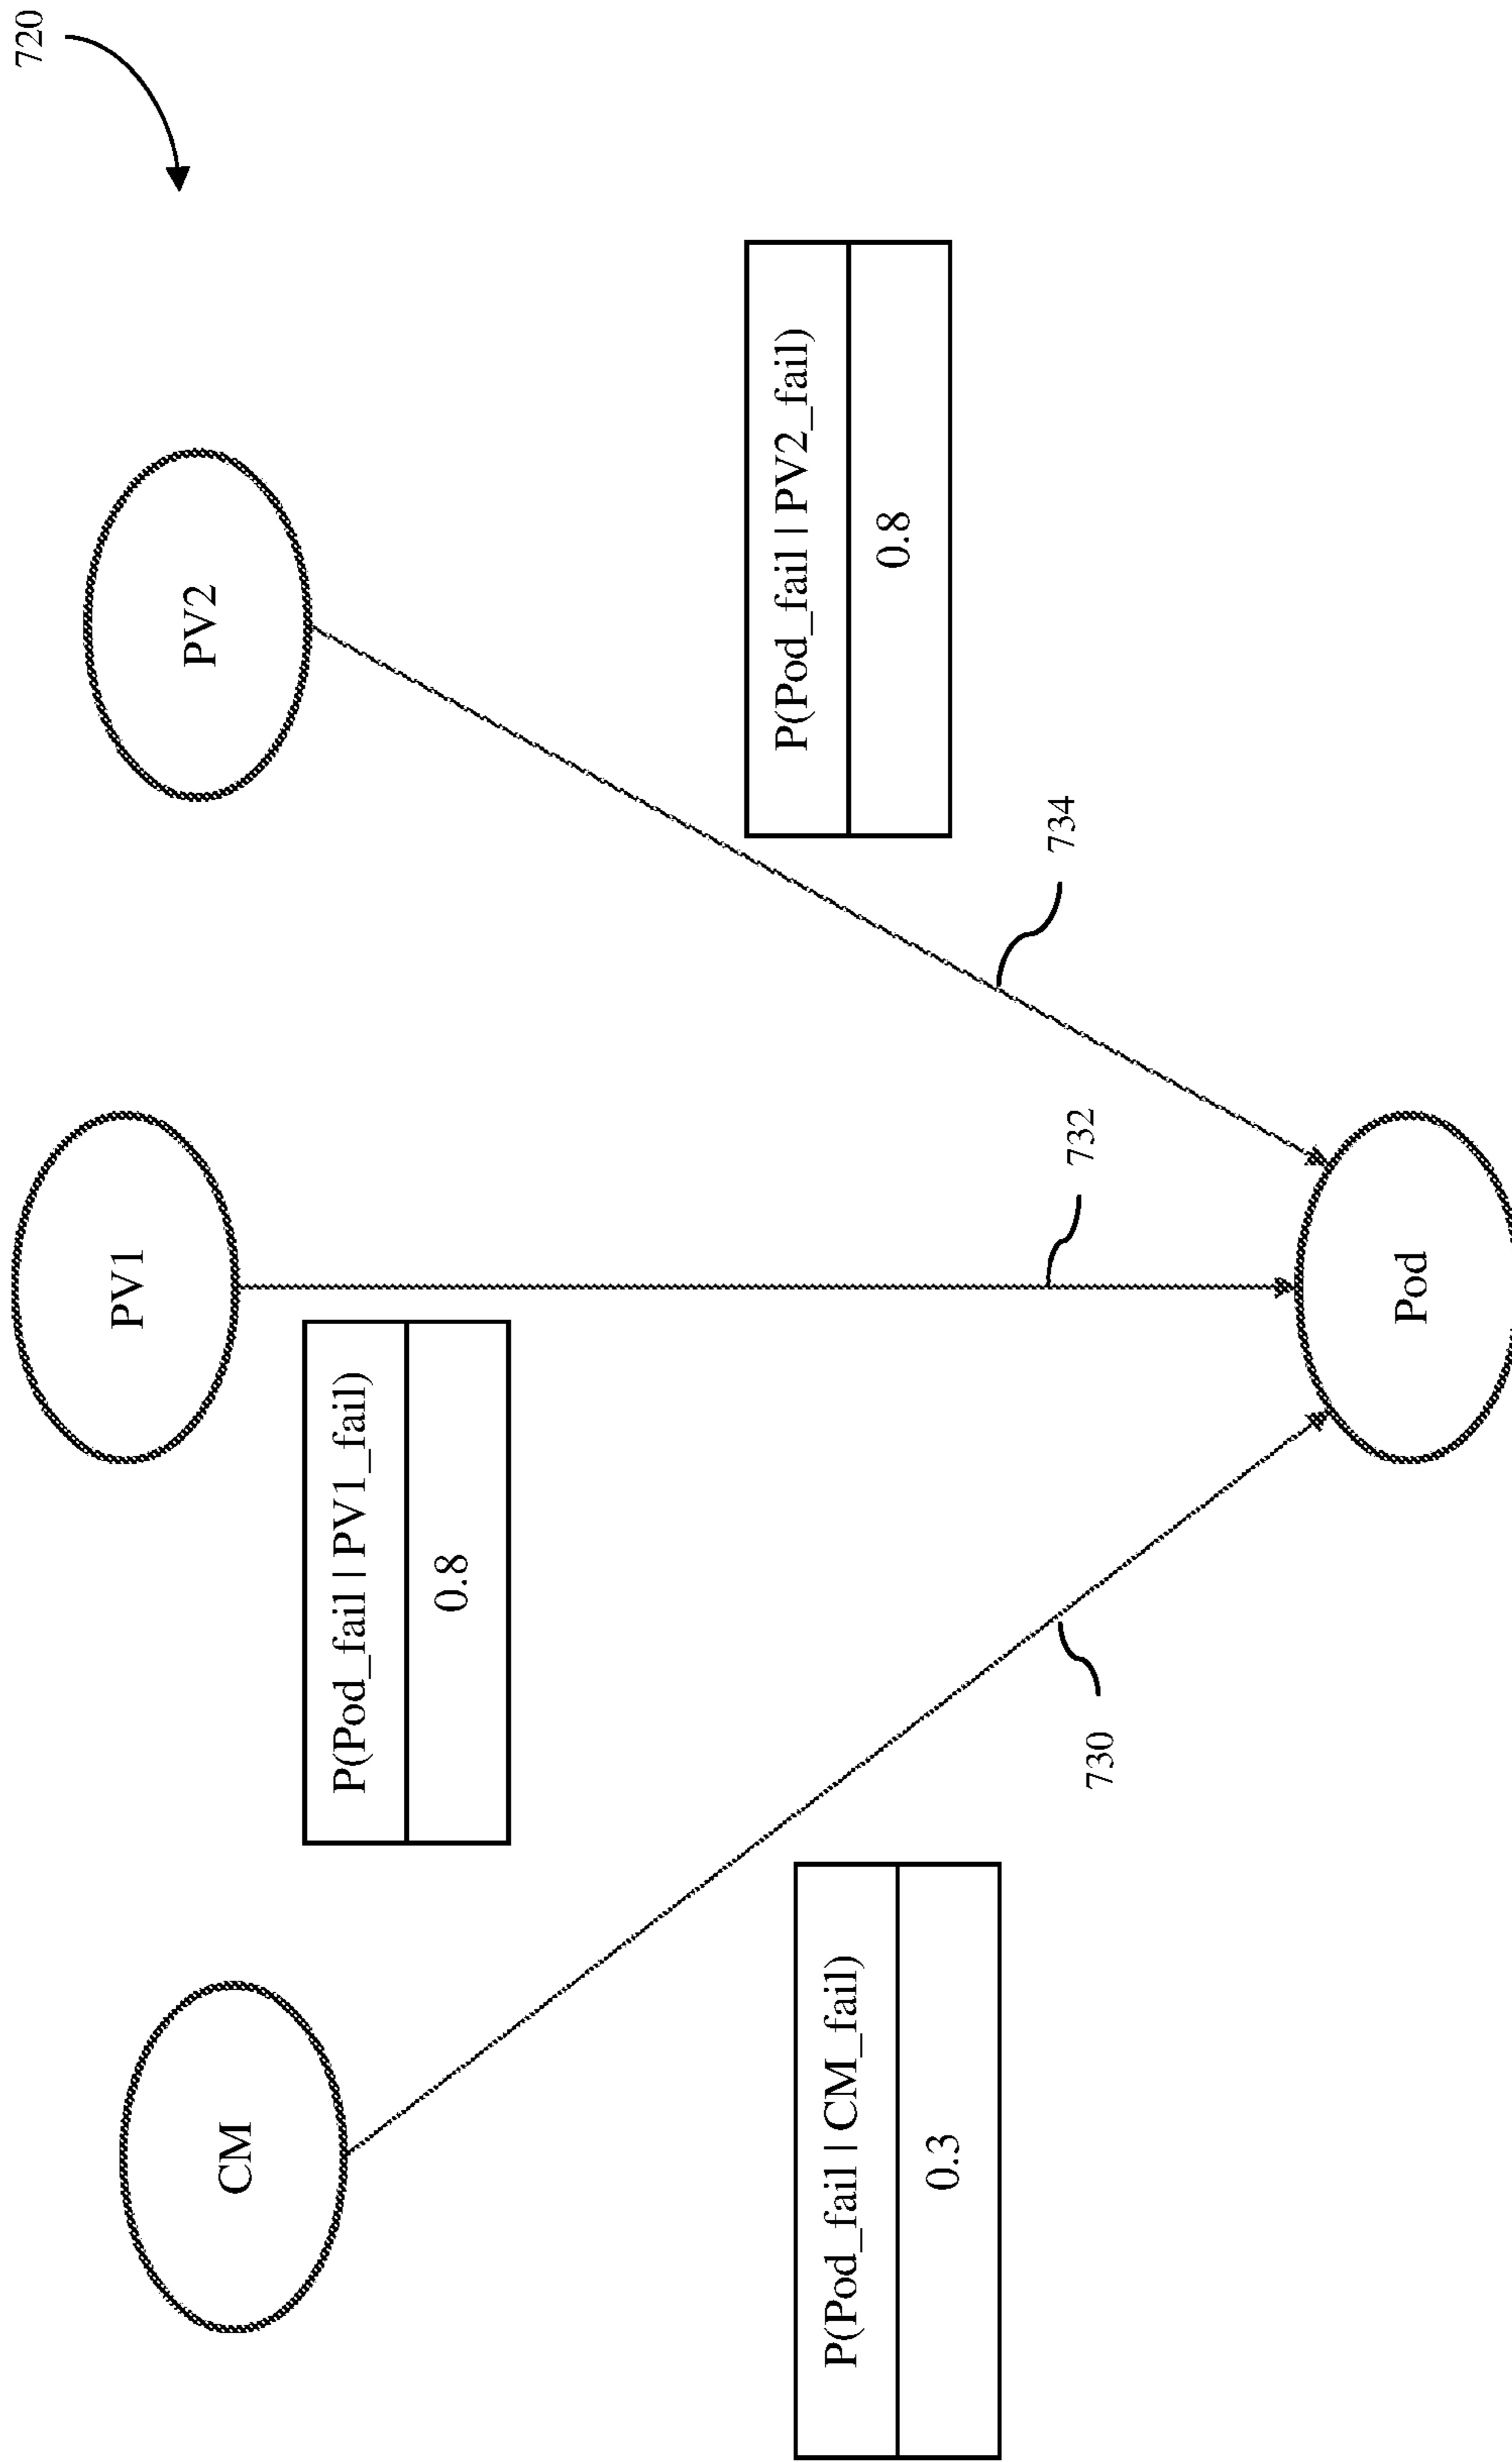 720
PV1
PV2
CM
P(Pod_fail | PV1_fail)
0.8
P(Pod_fail | PV2_fail)
0.8
P(Pod_fail | CM_fail)
0.3
730
732
734
Pod